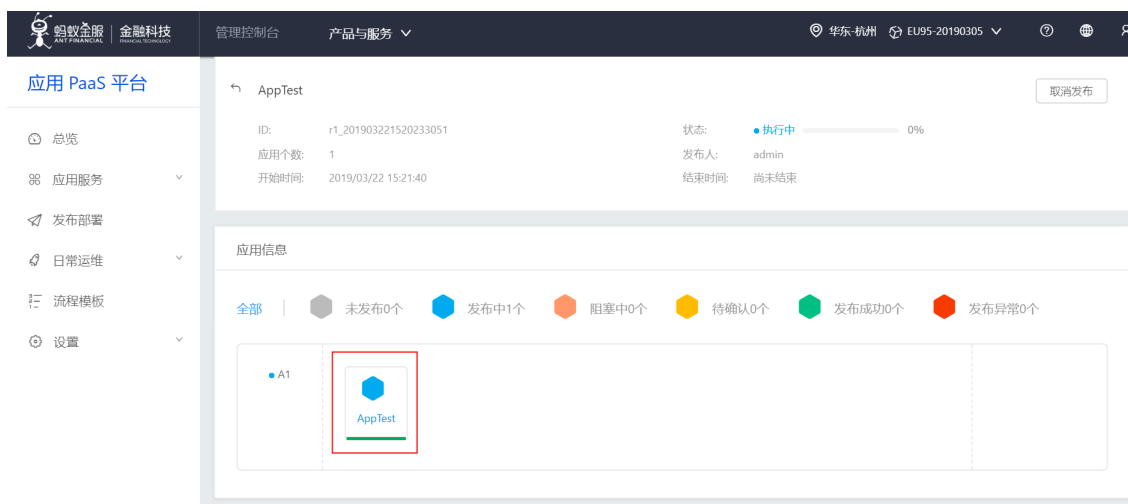 蚂蚁金服 金融科技 管理控制台 产品与服务 华东-杭州 EU95-20190305
ANT FINANCIAL FINANCIAL TECHNOLOGY
应用 PaaS 平台
AppTest 取消发布
总览
ID: r1_201903221520233051 状态: 执行中 0%
应用个数: 1 发布人: admin
应用服务
开始时间: 2019/03/22 15:21:40 结束时间: 尚未结束
发布部署
日常运维
应用信息
流程模板
全部 未发布0个 发布中1个 阻塞中0个 待确认0个 发布成功0个 发布异常0个
设置
A1
AppTest